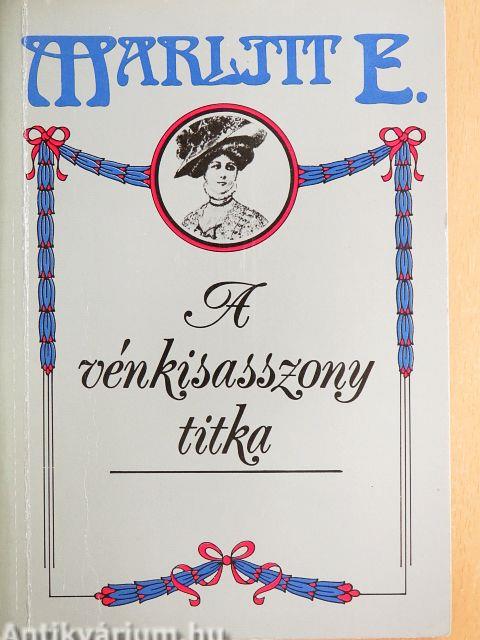 MARLITT E.
A
vénkisasszony
titka
Antikvárium.hu